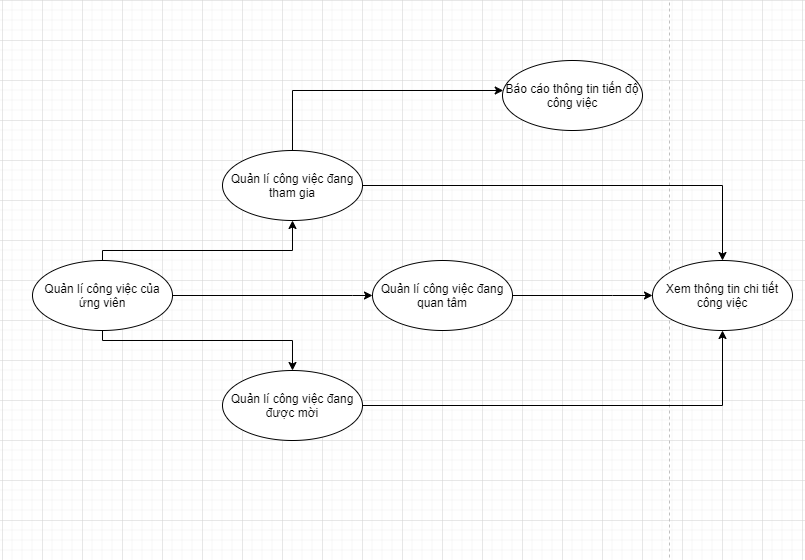 Báo cáo thông tin tiến độ
công việc
Quản lí công việc đang
tham gia
Quản lí công việc của
ứng viên
Quản lí công việc đang
quan tâm
Xem thông tin chi tiết
công việc
Quản lí công việc đang
được mời